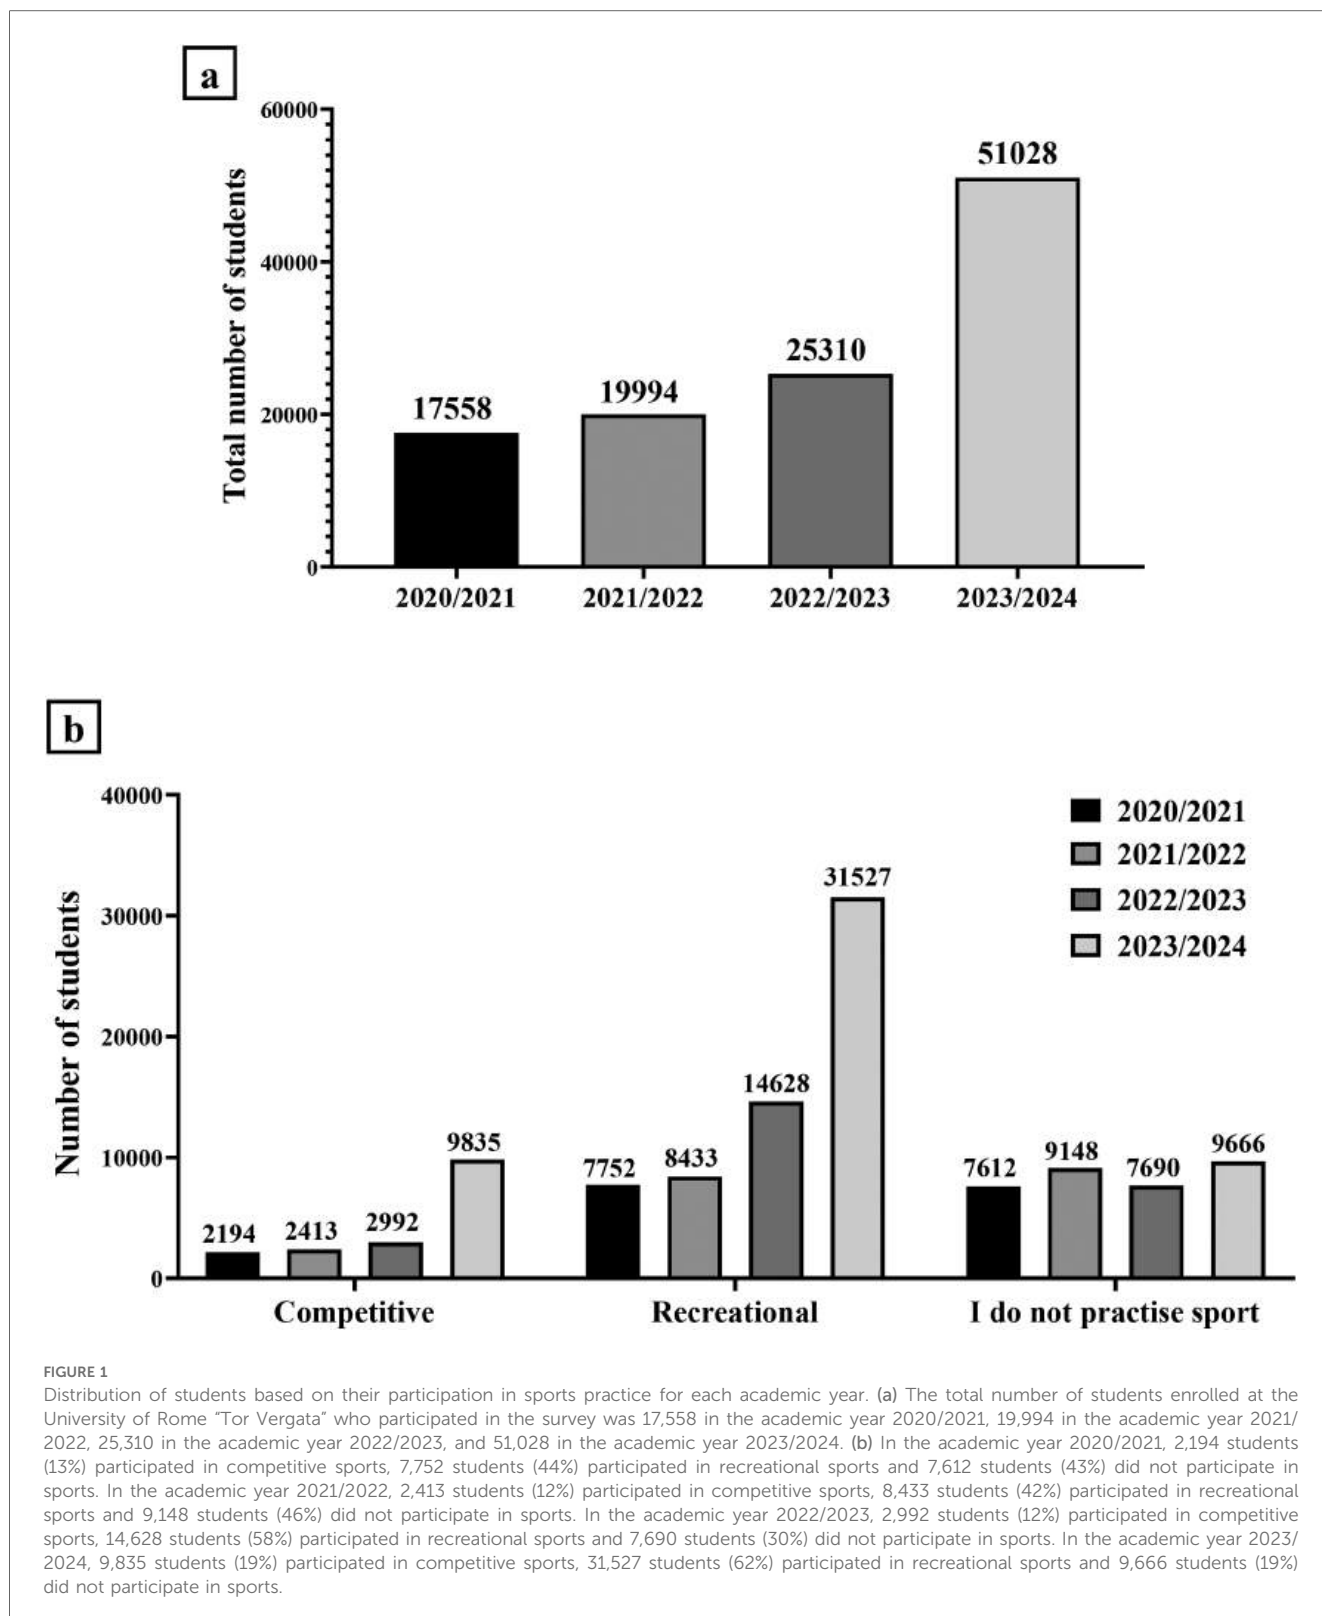 a
60000
40000
20000
0
Total number of students
17558
19994
25310
51028
2020/2021
2021/2022
2022/2023
2023/2024
b
40000
30000
20000
10000
0
Number of students
2020/2021
2021/2022
2022/2023
2023/2024
2194
2413
2992
9835
7752
8433
14628
31527
7612
9148
7690
9666
Competitive
Recreational
I do not practise sport
FIGURE 1
Distribution of students based on their participation in sports practice for each academic year. (a) The total number of students enrolled at the
University of Rome “Tor Vergata” who participated in the survey was 17,558 in the academic year 2020/2021, 19,994 in the academic year 2021/
2022, 25,310 in the academic year 2022/2023, and 51,028 in the academic year 2023/2024. (b) In the academic year 2020/2021, 2,194 students
(13%) participated in competitive sports, 7,752 students (44%) participated in recreational sports and 7,612 students (43%) did not participate in
sports. In the academic year 2021/2022, 2,413 students (12%) participated in competitive sports, 8,433 students (42%) participated in recreational
sports and 9,148 students (46%) did not participate in sports. In the academic year 2022/2023, 2,992 students (12%) participated in competitive
sports, 14,628 students (58%) participated in recreational sports and 7,690 students (30%) did not participate in sports. In the academic year 2023/
2024, 9,835 students (19%) participated in competitive sports, 31,527 students (62%) participated in recreational sports and 9,666 students (19%)
did not participate in sports.